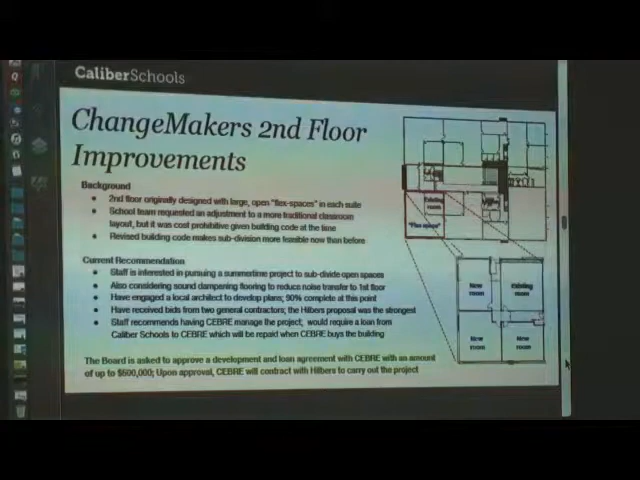 CaliberSchools
ChangeMakers 2nd Floor
Improvements
Background
2nd floor originally designed with large, open "flex-spaces" in each suite
School team requested an adjustment to a more traditional classroom
layout, but it was cost prohibitive given building code at the time
Revised building code makes sub-division more feasible now than before
Current Recommendation
Staff is interested in pursuing a summertime project to sub-divide open spaces
Also considering sound dampening flooring to reduce noise transfer to 1st floor
Have engaged a local architect to develop plans; 90% complete at this point
Have received bids from two general contractors; the Hilbers proposal was the strongest
Staff recommends having CEBRE manage the project; would require a loan from
Caliber Schools to CEBRE which will be repaid when CEBRE buys the building
The Board is asked to approve a development and loan agreement with CEBRE with an amount
of up to $600,000; Upon approval, CEBRE will contract with Hilbers to carry out the project
Existing
room
"Flex space"
New
room
Existing
room
New
room
New
room